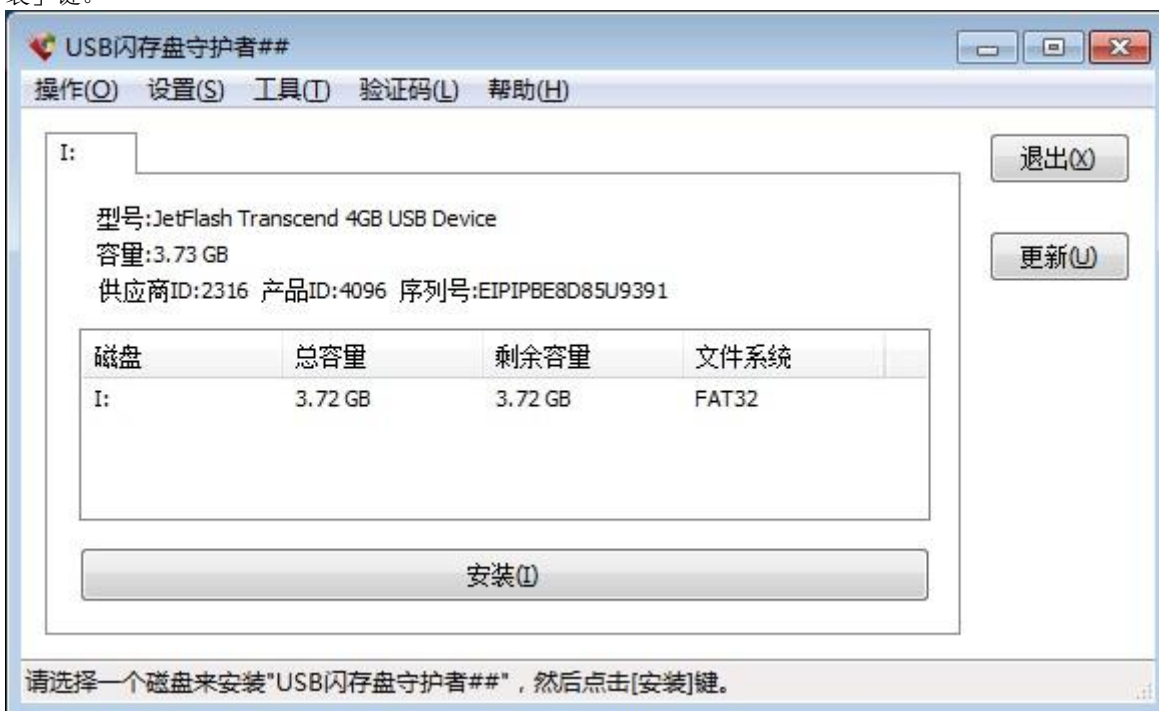 装」键。
USB闪存盘守护者##
操作(O) 设置(S) 工具(T) 验证码(L) 帮助(H)
I:
退出(X)
型号:JetFlash Transcend 4GB USB Device
容量:3.73 GB
更新(U)
供应商ID:2316 产品ID:4096 序列号:EIPIPBE8D85U9391
磁盘 总容量 剩余容量 文件系统
I: 3.72 GB 3.72 GB FAT32
安装(I)
请选择一个磁盘来安装"USB闪存盘守护者##"，然后点击[安装]键。